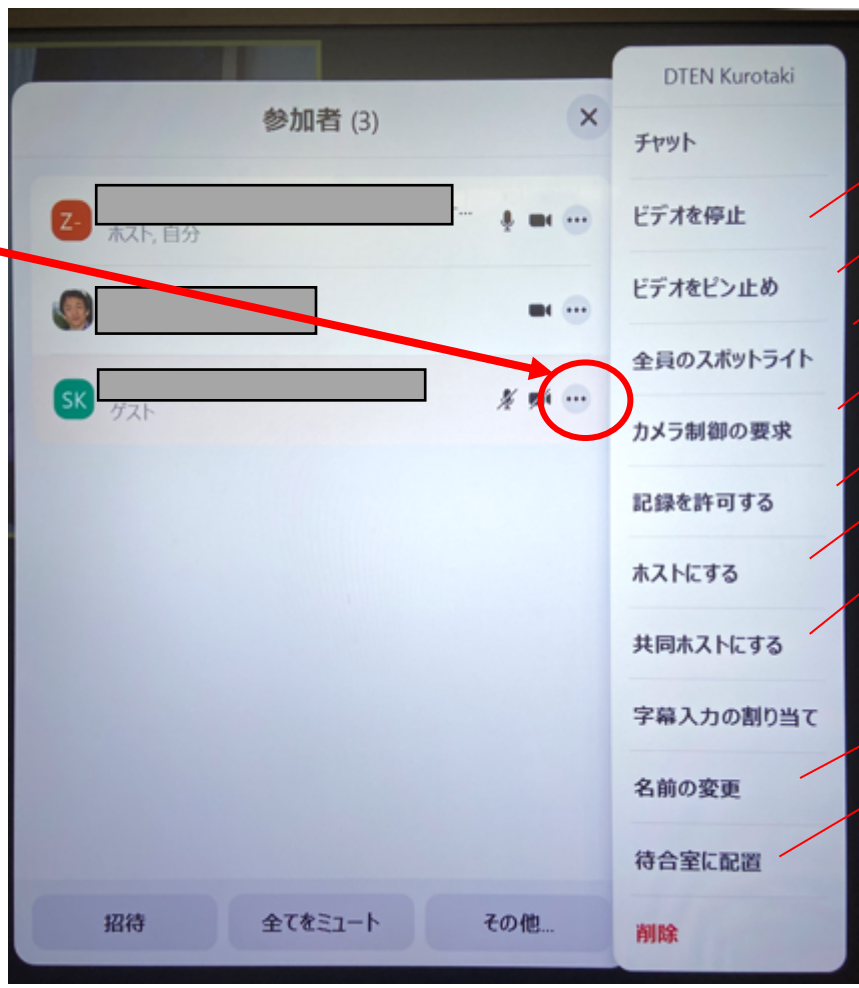 参加者 (3)
×
Z-
...
ホスト, 自分
SK
ゲスト
招待
全てをミュート
その他...
DTEN Kurotaki
チャット
ビデオを停止
ビデオをピン止め
全員のスポットライト
カメラ制御の要求
記録を許可する
ホストにする
共同ホストにする
字幕入力の割り当て
名前の変更
待合室に配置
削除